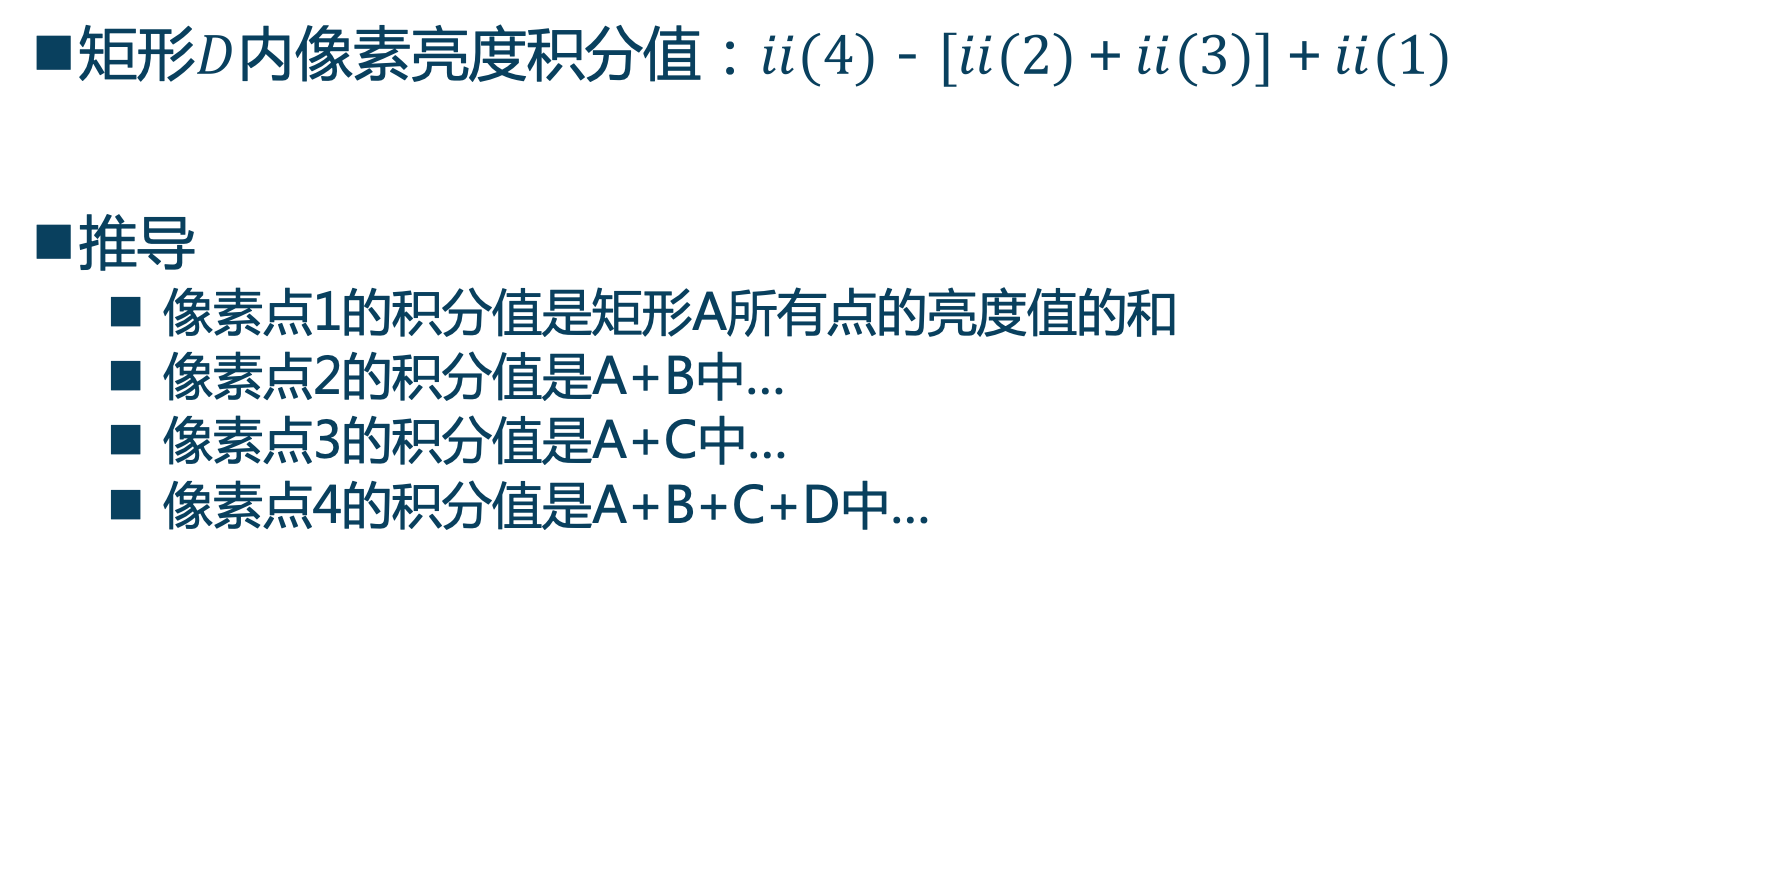 ■矩形D内像素亮度积分值：ii(4) - [ii(2) + ii(3)] + ii(1)
■推导
■ 像素点1的积分值是矩形A所有点的亮度值的和
■ 像素点2的积分值是A+B中...
■ 像素点3的积分值是A+C中...
■ 像素点4的积分值是A+B+C+D中...